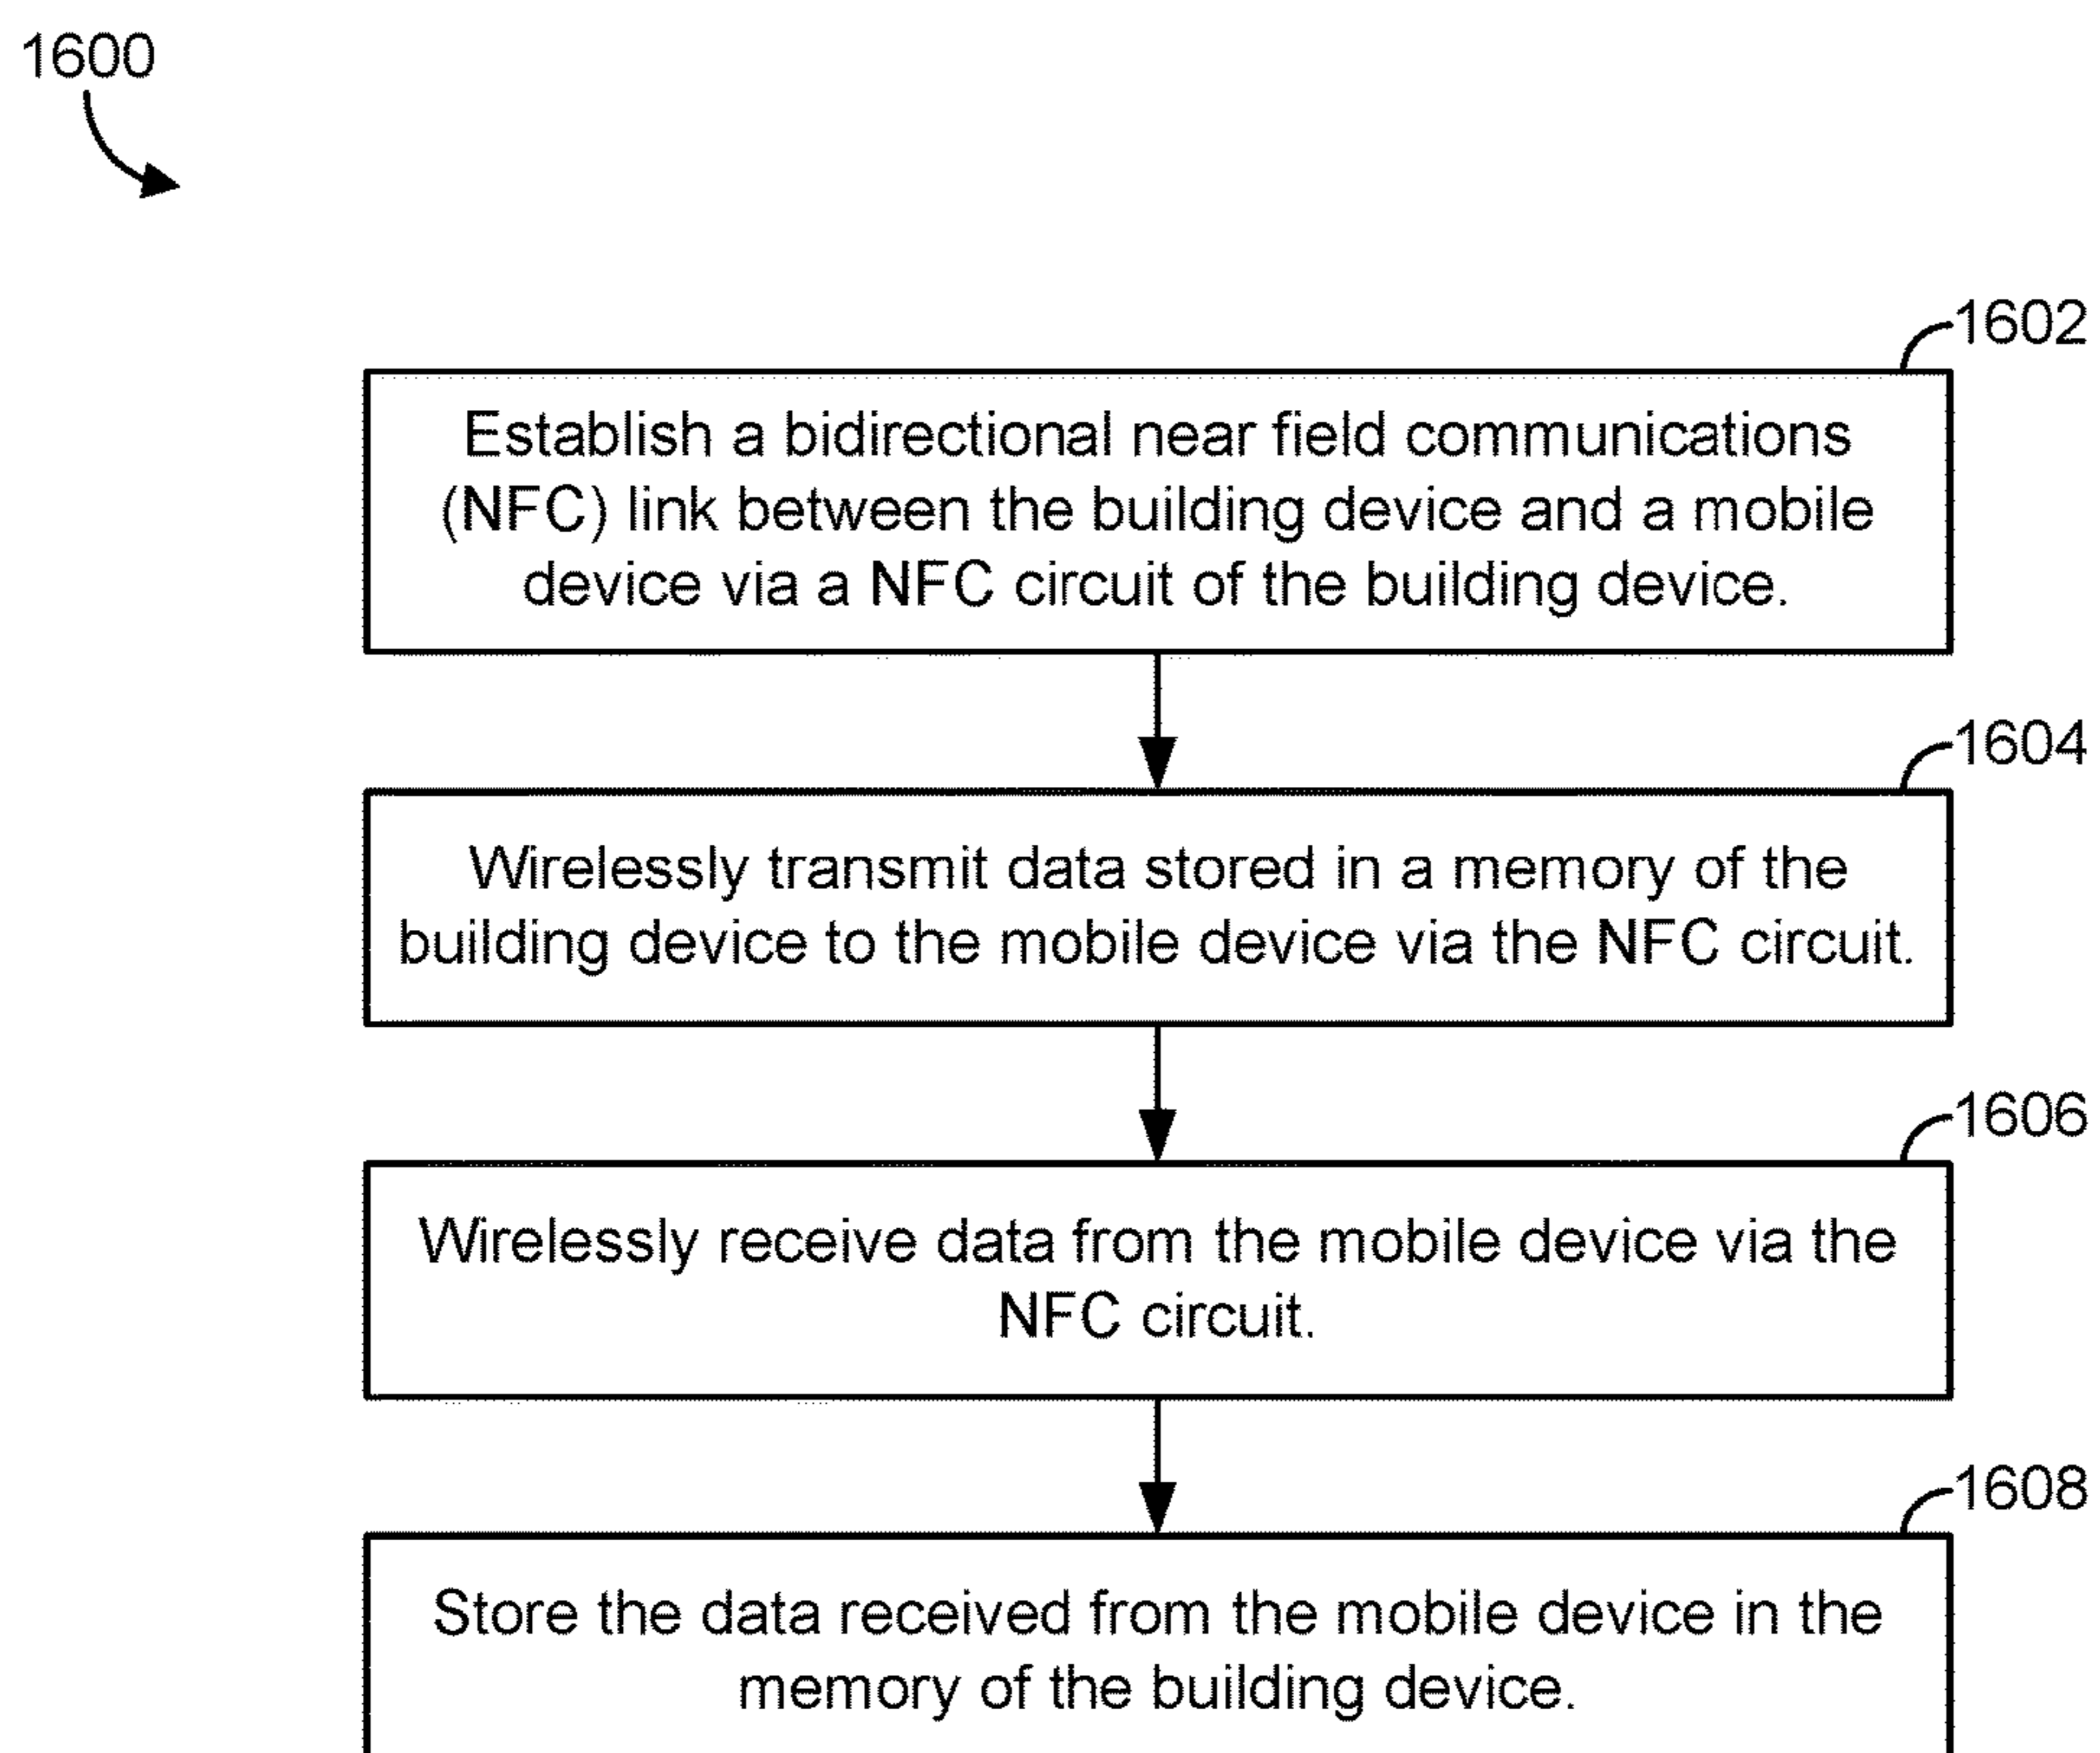 1600
1602
Establish a bidirectional near field communications
(NFC) link between the building device and a mobile
device via a NFC circuit of the building device.
1604
Wirelessly transmit data stored in a memory of the
building device to the mobile device via the NFC circuit.
1606
Wirelessly receive data from the mobile device via the
NFC circuit.
1608
Store the data received from the mobile device in the
memory of the building device.